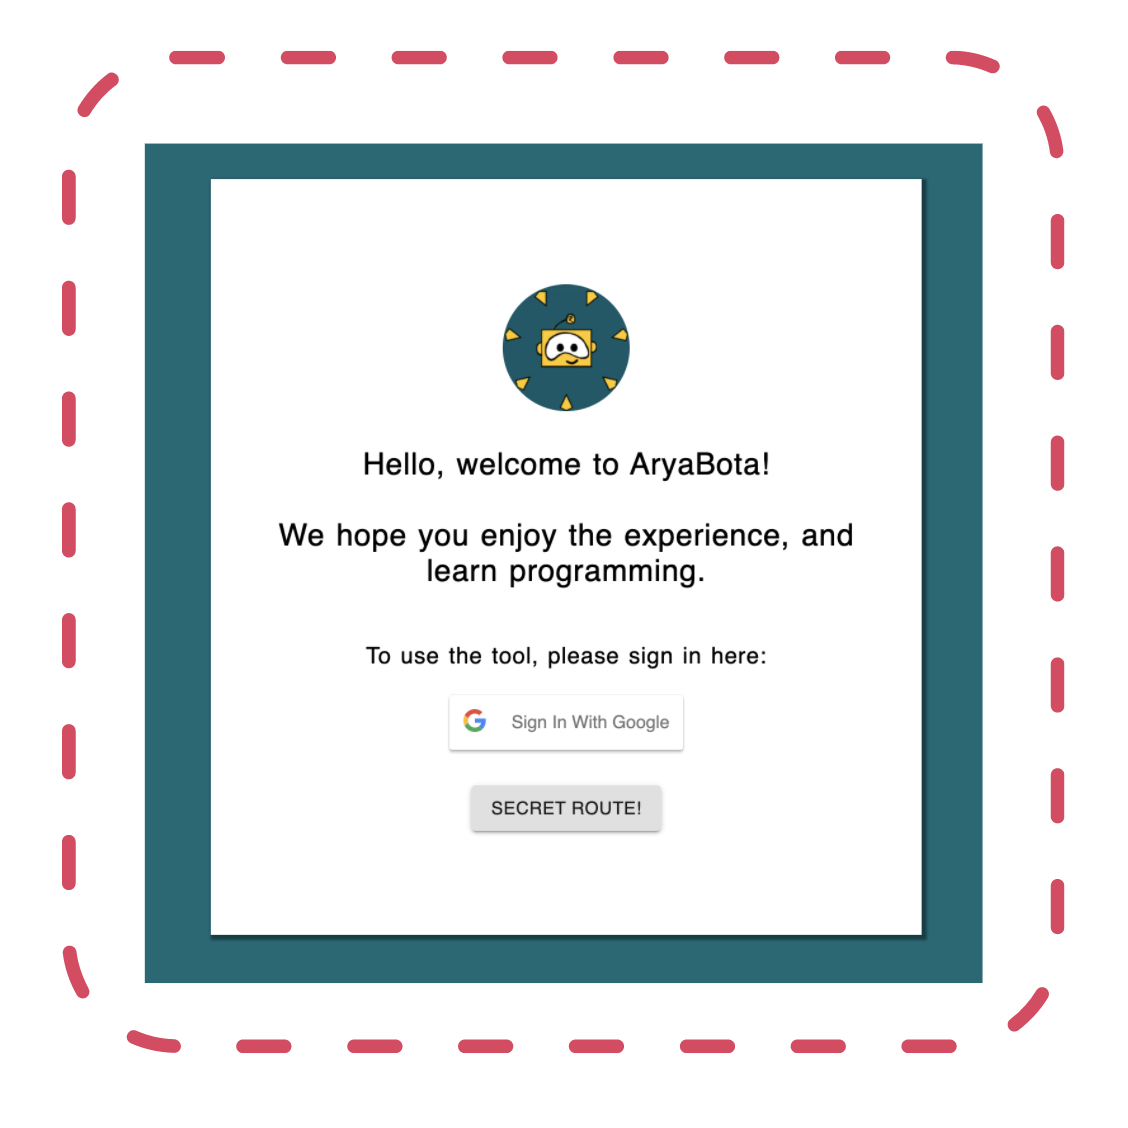 Hello, welcome to AryaBota!
We hope you enjoy the experience, and
learn programming.
To use the tool, please sign in here:
Sign In With Google
SECRET ROUTE!